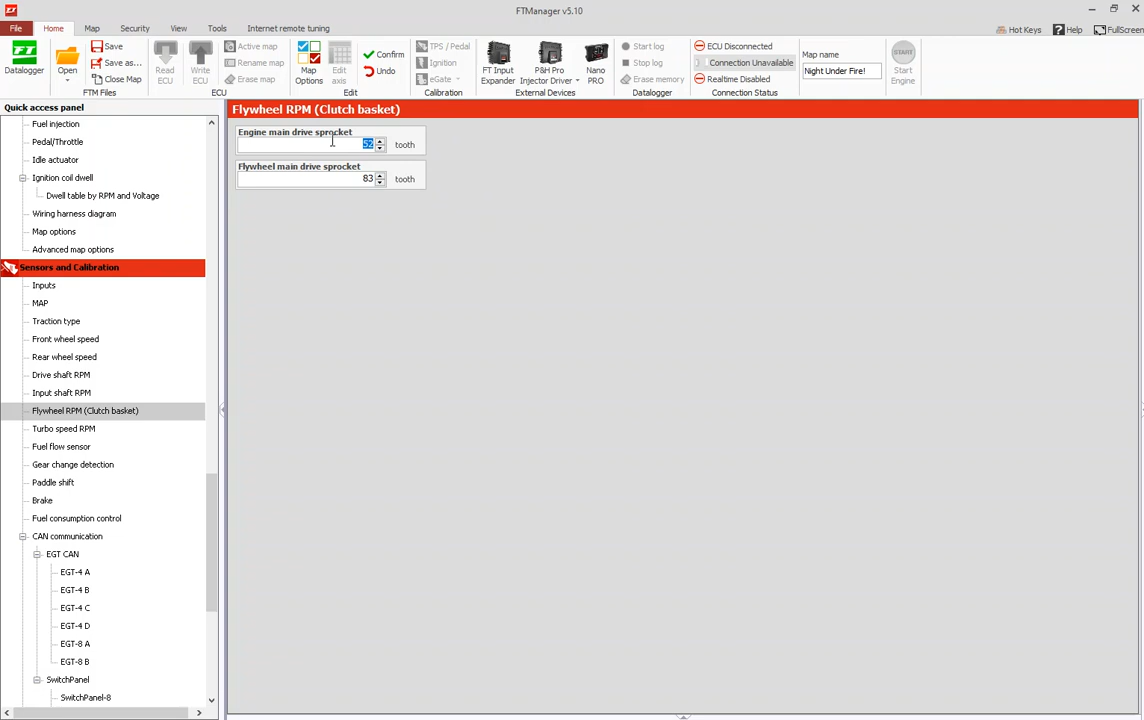 FTManager v5.10
File
Home
Map
Security
View
Tools
Internet remote tuning
Hot Keys
Help
FullScreen
FT
Datalogger
Open
Save
Save as...
Close Map
FTM Files
Read ECU
Write ECU
Active map
Rename map
Erase map
ECU
Map Options
Edit axis
Confirm
Undo
Edit
TPS / Pedal
Ignition
eGate
Calibration
FT Input Expander
P&H Pro Injector Driver
Nano PRO
External Devices
Start log
Stop log
Erase memory
Datalogger
ECU Disconnected
Connection Unavailable
Realtime Disabled
Connection Status
Map name
Night Under Fire!
START
Start Engine
Quick access panel
Fuel injection
Pedal/Throttle
Idle actuator
Ignition coil dwell
Dwell table by RPM and Voltage
Wiring harness diagram
Map options
Advanced map options
Sensors and Calibration
Inputs
MAP
Traction type
Front wheel speed
Rear wheel speed
Drive shaft RPM
Input shaft RPM
Flywheel RPM (Clutch basket)
Turbo speed RPM
Fuel flow sensor
Gear change detection
Paddle shift
Brake
Fuel consumption control
CAN communication
EGT CAN
EGT-4 A
EGT-4 B
EGT-4 C
EGT-4 D
EGT-8 A
EGT-8 B
SwitchPanel
SwitchPanel-8
Flywheel RPM (Clutch basket)
Engine main drive sprocket
52 tooth
Flywheel main drive sprocket
83 tooth